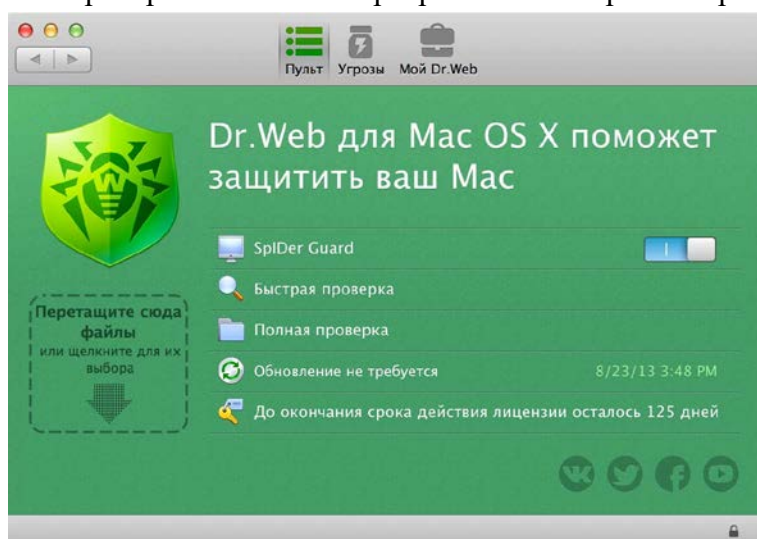 Пульт Угрозы Мой Dr.Web
Dr.Web для Mac OS X поможет
защитить ваш Mac
SpIDer Guard
Быстрая проверка
Перетащите сюда
файлы
или щелкните для их
выбора
Полная проверка
Обновление не требуется 8/23/13 3:48 PM
До окончания срока действия лицензии осталось 125 дней